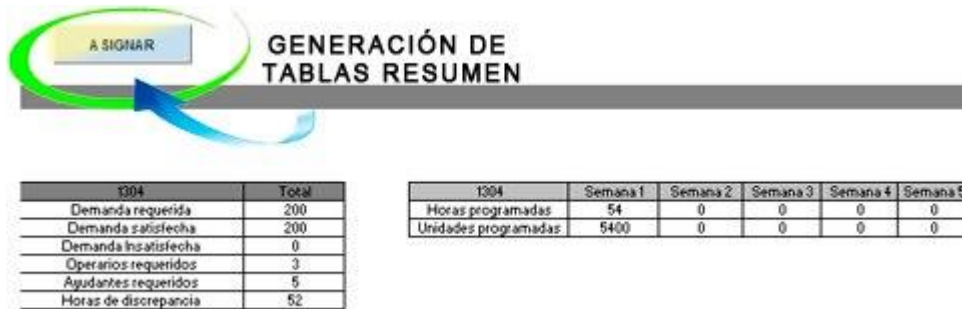 A SIGNAR
GENERACIÓN DE
TABLAS RESUMEN
1304 Total
Demanda requerida 200
Demanda satisfecha 200
Demanda Insatisfecha 0
Operarios requeridos 3
Ayudantes requeridos 5
Horas de discrepancia 52
1304 Semana 1 Semana 2 Semana 3 Semana 4 Semana 5
Horas programadas 54 0 0 0 0
Unidades programadas 5400 0 0 0 0